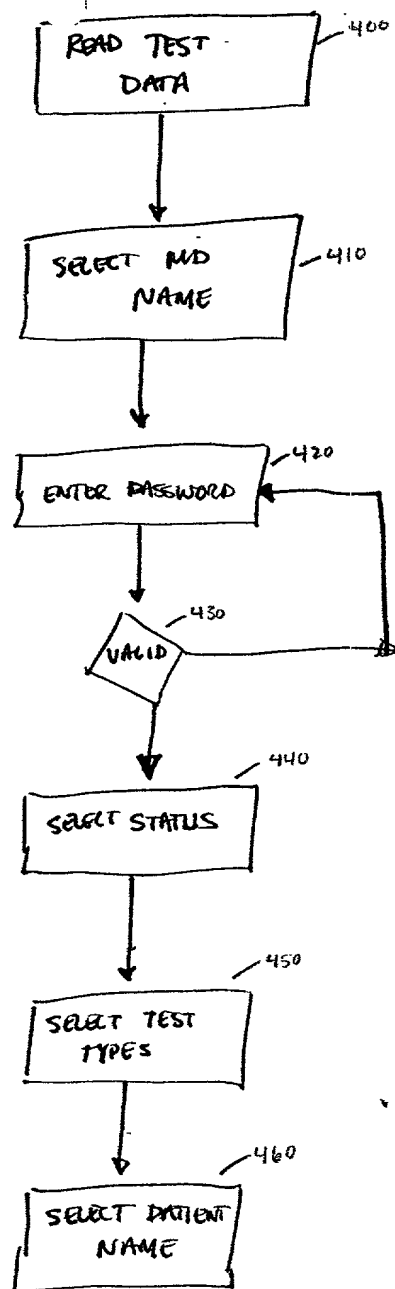 READ TEST
DATA
400
SELECT MD
NAME
410
420
ENTER PASSWORD
430
VALID
440
SELECT STATUS
450
SELECT TEST
TYPES
460
SELECT PATIENT
NAME